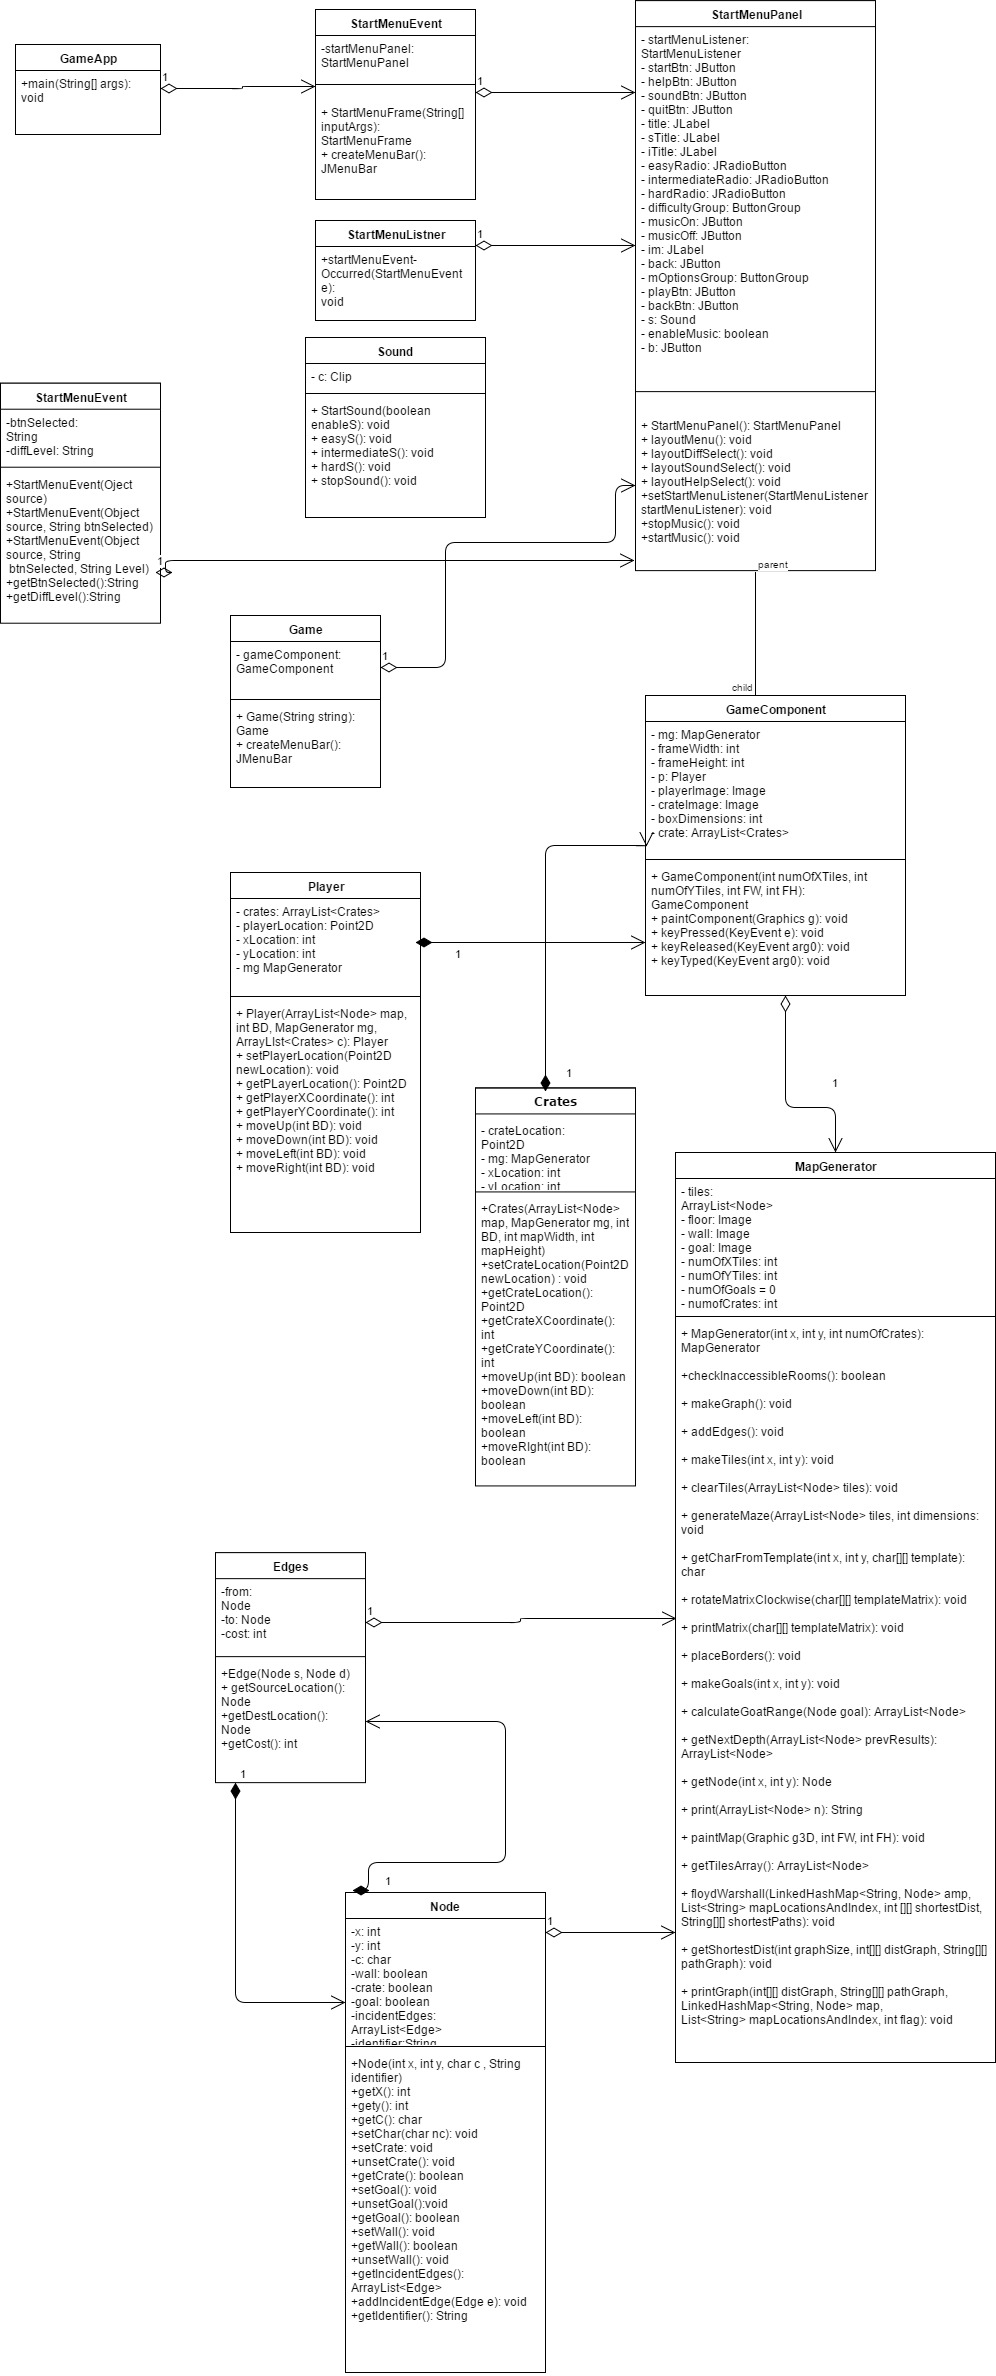 GameApp
+main(String[] args):
void
1
StartMenuEvent
-startMenuPanel:
StartMenuPanel
+ StartMenuFrame(String[]
inputArgs):
StartMenuFrame
+ createMenuBar():
JMenuBar
1
StartMenuPanel
- startMenuListener:
StartMenuListener
- startBtn: JButton
- helpBtn: JButton
- soundBtn: JButton
- quitBtn: JButton
- title: JLabel
- sTitle: JLabel
- iTitle: JLabel
- easyRadio: JRadioButton
- intermediateRadio: JRadioButton
- hardRadio: JRadioButton
- difficultyGroup: ButtonGroup
- musicOn: JButton
- musicOff: JButton
- im: JLabel
- back: JButton
- mOptionsGroup: ButtonGroup
- playBtn: JButton
- backBtn: JButton
- s: Sound
- enableMusic: boolean
- b: JButton
+ StartMenuPanel(): StartMenuPanel
+ layoutMenu(): void
+ layoutDiffSelect(): void
+ layoutSoundSelect(): void
+ layoutHelpSelect(): void
+setStartMenuListener(StartMenuListener
startMenuListener): void
+stopMusic(): void
+startMusic(): void
parent
StartMenuListner
+startMenuEvent-
Occurred(StartMenuEvent
e):
void
1
Sound
- c: Clip
+ StartSound(boolean
enableS): void
+ easyS(): void
+ intermediateS(): void
+ hardS(): void
+ stopSound(): void
StartMenuEvent
-btnSelected:
String
-diffLevel: String
+StartMenuEvent(Oject
source)
+StartMenuEvent(Object
source, String btnSelected)
+StartMenuEvent(Object
source, String
btnSelected, String Level)
+getBtnSelected():String
+getDiffLevel():String
1
Game
- gameComponent:
GameComponent
+ Game(String string):
Game
+ createMenuBar():
JMenuBar
1
child
GameComponent
- mg: MapGenerator
- frameWidth: int
- frameHeight: int
- p: Player
- playerImage: Image
- crateImage: Image
- boxDimensions: int
- crate: ArrayList<Crates>
+ GameComponent(int numOfXTiles, int
numOfYTiles, int FW, int FH):
GameComponent
+ paintComponent(Graphics g): void
+ keyPressed(KeyEvent e): void
+ keyReleased(KeyEvent arg0): void
+ keyTyped(KeyEvent arg0): void
Player
- crates: ArrayList<Crates>
- playerLocation: Point2D
- xLocation: int
- yLocation: int
- mg MapGenerator
+ Player(ArrayList<Node> map,
int BD, MapGenerator mg,
ArrayLIst<Crates> c): Player
+ setPlayerLocation(Point2D
newLocation): void
+ getPLayerLocation(): Point2D
+ getPlayerXCoordinate(): int
+ getPlayerYCoordinate(): int
+ moveUp(int BD): void
+ moveDown(int BD): void
+ moveLeft(int BD): void
+ moveRight(int BD): void
1
1
Crates
- crateLocation:
Point2D
- mg: MapGenerator
- xLocation: int
- yLocation: int
+Crates(ArrayList<Node>
map, MapGenerator mg, int
BD, int mapWidth, int
mapHeight)
+setCrateLocation(Point2D
newLocation) : void
+getCrateLocation():
Point2D
+getCrateXCoordinate():
int
+getCrateYCoordinate():
int
+moveUp(int BD): boolean
+moveDown(int BD):
boolean
+moveLeft(int BD):
boolean
+moveRIght(int BD):
boolean
1
MapGenerator
- tiles:
ArrayList<Node>
- floor: Image
- wall: Image
- goal: Image
- numOfXTiles: int
- numOfYTiles: int
- numOfGoals = 0
- numofCrates: int
+ MapGenerator(int x, int y, int numOfCrates):
MapGenerator
+checkInaccessibleRooms(): boolean
+ makeGraph(): void
+ addEdges(): void
+ makeTiles(int x, int y): void
+ clearTiles(ArrayList<Node> tiles): void
+ generateMaze(ArrayList<Node> tiles, int dimensions:
void
+ getCharFromTemplate(int x, int y, char[][] template):
char
+ rotateMatrixClockwise(char[][] templateMatrix): void
+ printMatrix(char[][] templateMatrix): void
+ placeBorders(): void
+ makeGoals(int x, int y): void
+ calculateGoatRange(Node goal): ArrayList<Node>
+ getNextDepth(ArrayList<Node> prevResults):
ArrayList<Node>
+ getNode(int x, int y): Node
+ print(ArrayList<Node> n): String
+ paintMap(Graphic g3D, int FW, int FH): void
+ getTilesArray(): ArrayList<Node>
+ floydWarshall(LinkedHashMap<String, Node> amp,
List<String> mapLocationsAndIndex, int [][] shortestDist,
String[][] shortestPaths): void
+ getShortestDist(int graphSize, int[][] distGraph, String[][]
pathGraph): void
+ printGraph(int[][] distGraph, String[][] pathGraph,
LinkedHashMap<String, Node> map,
List<String> mapLocationsAndIndex, int flag): void
Edges
-from:
Node
-to: Node
-cost: int
+Edge(Node s, Node d)
+ getSourceLocation():
Node
+getDestLocation():
Node
+getCost(): int
1
1
1
Node
-x: int
-y: int
-c: char
-wall: boolean
-crate: boolean
-goal: boolean
-incidentEdges:
ArrayList<Edge>
-identifier:String
+Node(int x, int y, char c , String
identifier)
+getX(): int
+gety(): int
+getC(): char
+setChar(char nc): void
+setCrate: void
+unsetCrate(): void
+getCrate(): boolean
+setGoal(): void
+unsetGoal():void
+getGoal(): boolean
+setWall(): void
+getWall(): boolean
+unsetWall(): void
+getIncidentEdges():
ArrayList<Edge>
+addIncidentEdge(Edge e): void
+getIdentifier(): String
1